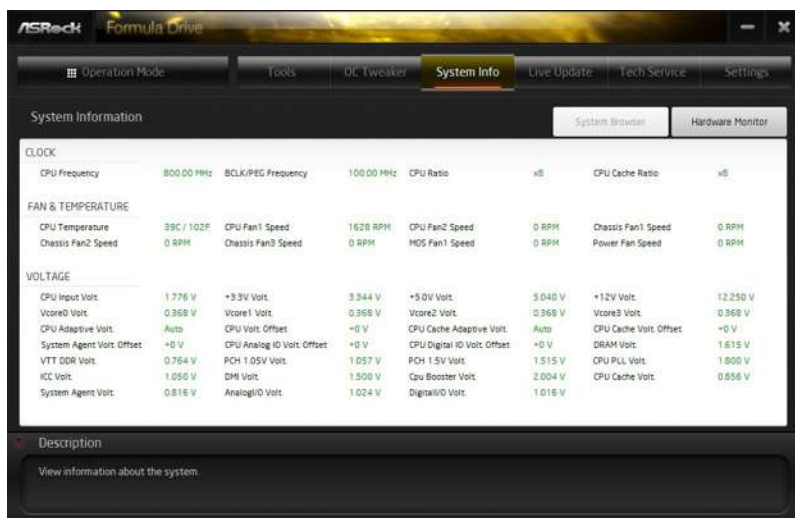 ASRock Formula Drive
Operation Mode Tools OC Tweaker System Info Live Update Tech Service Settings
System Information System Browser Hardware Monitor
CLOCK
CPU Frequency 800.00 MHz BCLK/PEG Frequency 100.00 MHz CPU Ratio x8 CPU Cache Ratio x8
FAN & TEMPERATURE
CPU Temperature 39C / 102F CPU Fan1 Speed 1628 RPM CPU Fan2 Speed 0 RPM Chassis Fan1 Speed 0 RPM
Chassis Fan2 Speed 0 RPM Chassis Fan3 Speed 0 RPM MOS Fan1 Speed 0 RPM Power Fan Speed 0 RPM
VOLTAGE
CPU Input Volt. 1.776 V +3.3V Volt. 3.344 V +5.0V Volt. 5.040 V +12V Volt. 12.250 V
Vcore0 Volt. 0.368 V Vcore1 Volt. 0.368 V Vcore2 Volt. 0.368 V Vcore3 Volt. 0.368 V
CPU Adaptive Volt. Auto CPU Volt. Offset +0 V CPU Cache Adaptive Volt. Auto CPU Cache Volt. Offset +0 V
System Agent Volt. Offset +0 V CPU Analog IO Volt. Offset +0 V CPU Digital IO Volt. Offset +0 V DRAM Volt. 1.615 V
VTT DDR Volt. 0.764 V PCH 1.05V Volt. 1.057 V PCH 1.5V Volt. 1.515 V CPU PLL Volt. 1.800 V
ICC Volt. 1.050 V DMI Volt. 1.500 V Cpu Booster Volt. 2.004 V CPU Cache Volt. 0.856 V
System Agent Volt. 0.816 V AnalogI/O Volt. 1.024 V DigitalI/O Volt. 1.016 V
Description
View information about the system.